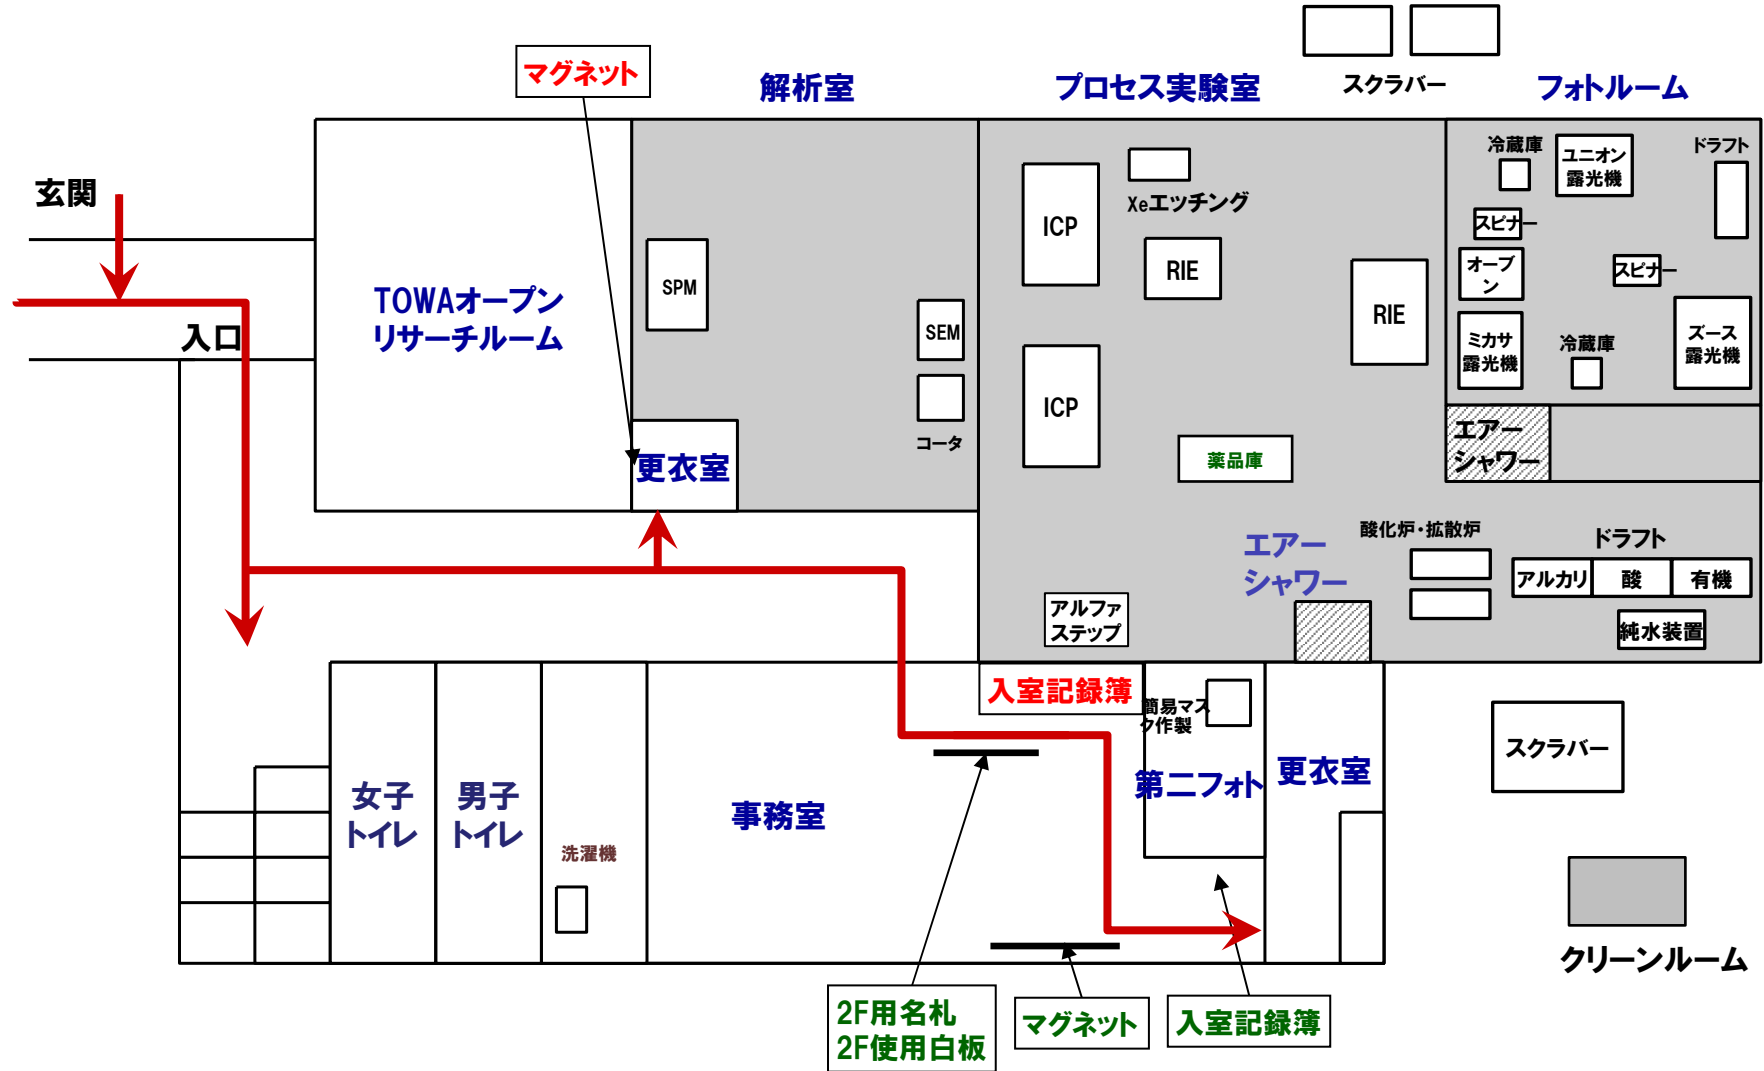 マグネット
解析室
プロセス実験室
スクラバー
フォトルーム
玄関
入口
TOWAオープン
リサーチルーム
SPM
SEM
コータ
更衣室
ICP
Xeエッチング
RIE
ICP
RIE
薬品庫
冷蔵庫
ユニオン
露光機
ドラフト
スピナー
オーブ
ン
スピナー
ミカサ
露光機
冷蔵庫
ズース
露光機
エアー
シャワー
エアー
シャワー
酸化炉・拡散炉
ドラフト
アルカリ
酸
有機
純水装置
アルファ
ステップ
入室記録簿
簡易マス
ク作製
第二フォト
更衣室
スクラバー
女子
トイレ
男子
トイレ
洗濯機
事務室
クリーンルーム
2F用名札
2F使用白板
マグネット
入室記録簿